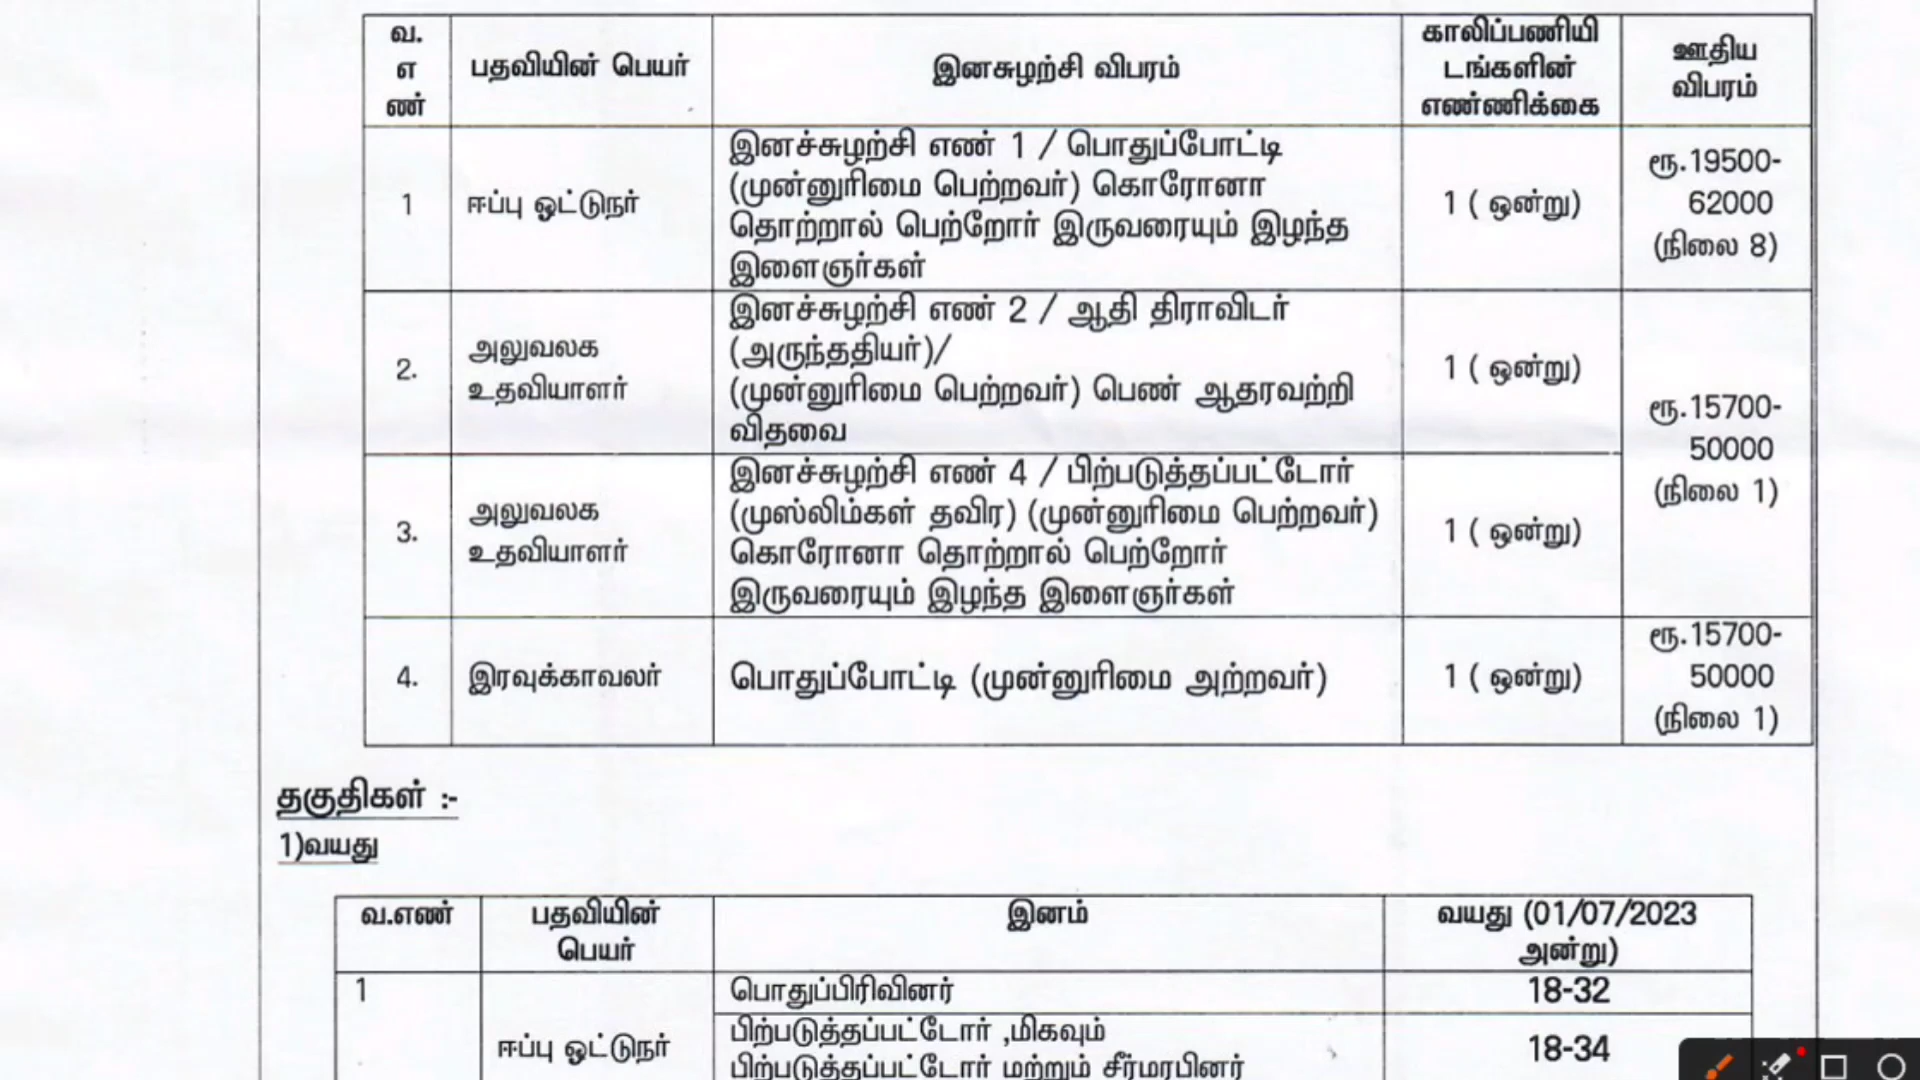 வ.
எ
ண்
பதவியின் பெயர்
இனசுழற்சி விபரம்
காலிப்பணியி
டங்களின்
எண்ணிக்கை
ஊதிய
விபரம்
1
ஈப்பு ஓட்டுநர்
இனச்சுழற்சி எண் 1 / பொதுப்போட்டி
(முன்னுரிமை பெற்றவர்) கொரோனா
தொற்றால் பெற்றோர் இருவரையும் இழந்த
இளைஞர்கள்
1 ( ஒன்று)
ரூ.19500-
62000
(நிலை 8)
2.
அலுவலக
உதவியாளர்
இனச்சுழற்சி எண் 2 / ஆதி திராவிடர்
(அருந்ததியர்)/
(முன்னுரிமை பெற்றவர்) பெண் ஆதரவற்றி
விதவை
1 ( ஒன்று)
ரூ.15700-
50000
(நிலை 1)
3.
அலுவலக
உதவியாளர்
இனச்சுழற்சி எண் 4 / பிற்படுத்தப்பட்டோர்
(முஸ்லிம்கள் தவிர) (முன்னுரிமை பெற்றவர்)
கொரோனா தொற்றால் பெற்றோர்
இருவரையும் இழந்த இளைஞர்கள்
1 ( ஒன்று)
4.
இரவுக்காவலர்
பொதுப்போட்டி (முன்னுரிமை அற்றவர்)
1 ( ஒன்று)
ரூ.15700-
50000
(நிலை 1)
தகுதிகள் :-
1)வயது
வ.எண்
பதவியின்
பெயர்
இனம்
வயது (01/07/2023
அன்று)
1
ஈப்பு ஓட்டுநர்
பொதுப்பிரிவினர்
18-32
பிற்படுத்தப்பட்டோர் ,மிகவும்
பிற்படுத்தப்பட்டோர் மற்றும் சீர்மரபினர்
18-34